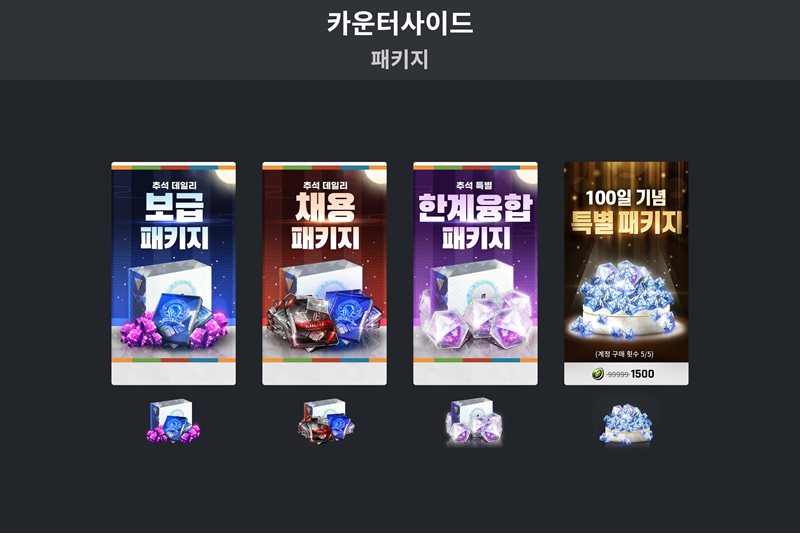 카운터사이드
패키지
추석 데일리
보급
패키지
추석 데일리
채용
패키지
추석 특별
한계융합
패키지
100일 기념
특별 패키지
(계정 구매 횟수 5/5)
99999 1500